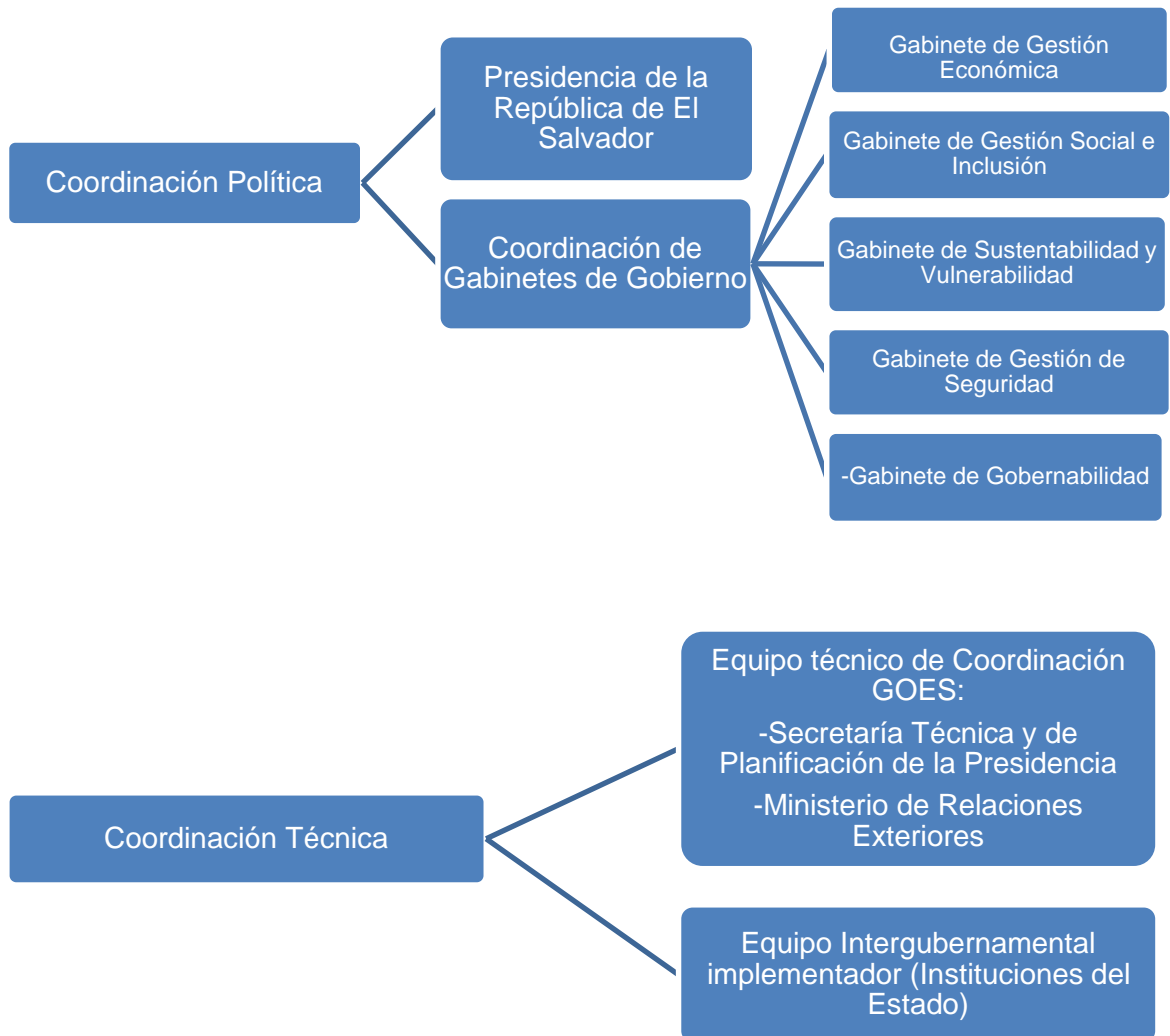 Coordinación Política
Presidencia de la
República de El
Salvador
Coordinación de
Gabinetes de Gobierno
Gabinete de Gestión
Económica
Gabinete de Gestión Social e
Inclusión
Gabinete de Sustentabilidad y
Vulnerabilidad
Gabinete de Gestión de
Seguridad
-Gabinete de Gobernabilidad
Coordinación Técnica
Equipo técnico de Coordinación
GOES:
-Secretaría Técnica y de
Planificación de la Presidencia
-Ministerio de Relaciones
Exteriores
Equipo Intergubernamental
implementador (Instituciones del
Estado)